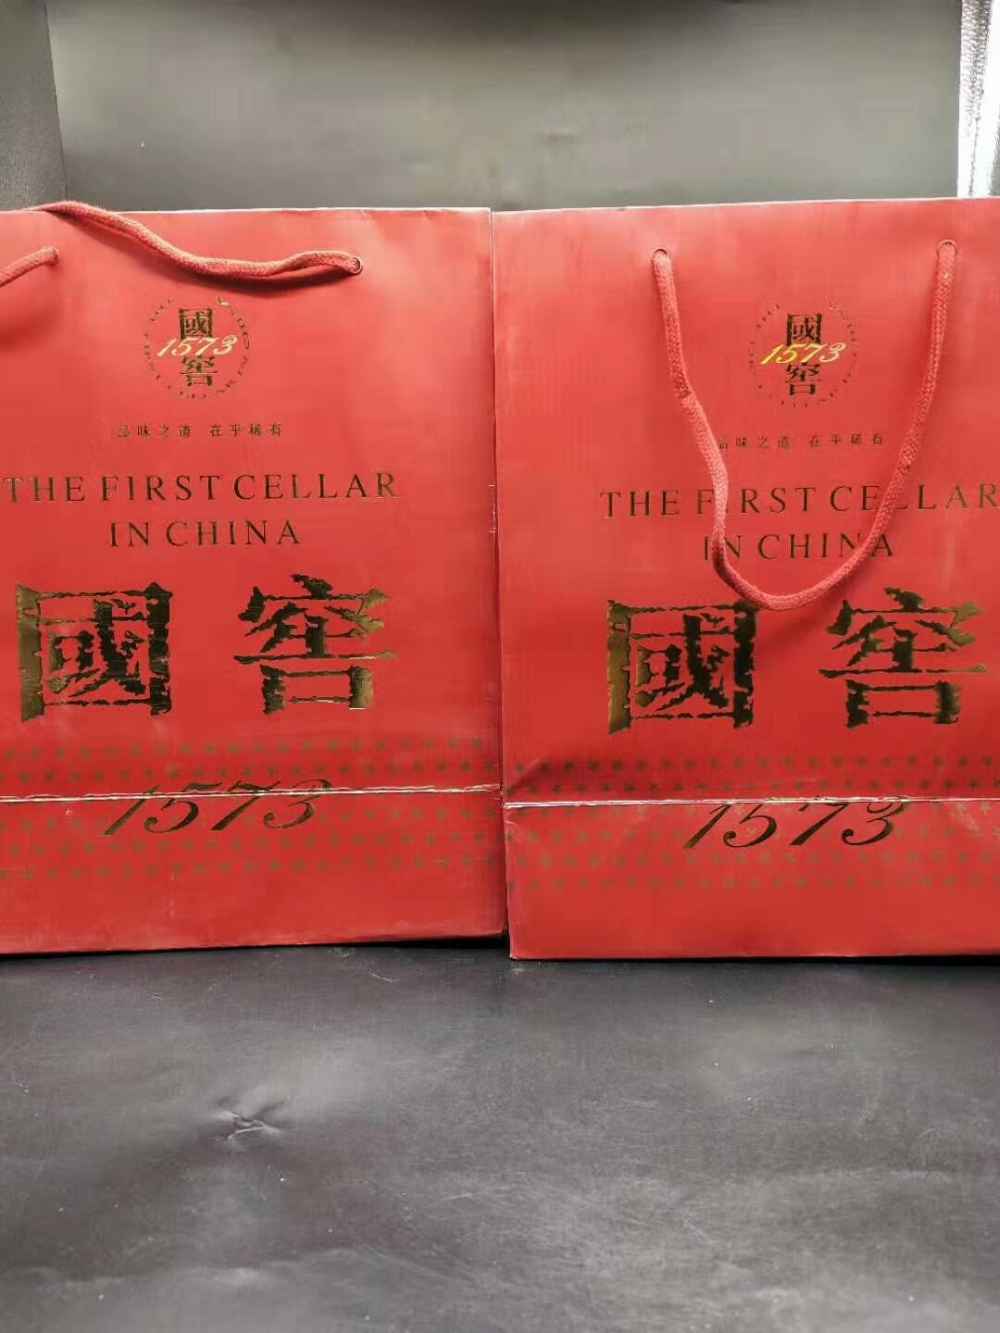 國
1573
窖
品味之道 在乎稀有
THE FIRST CELLAR
IN CHINA
國窖
1573
國
1573
窖
品味之道 在乎稀有
THE FIRST CELLAR
IN CHINA
國窖
1573